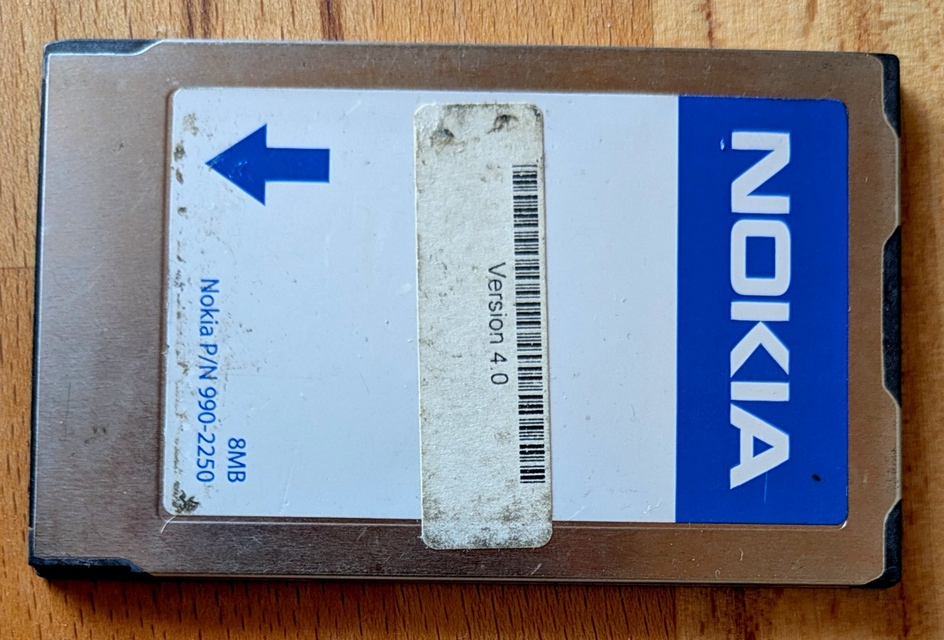 NOKIA
Version 4.0
8MB
Nokia P/N 990-2250